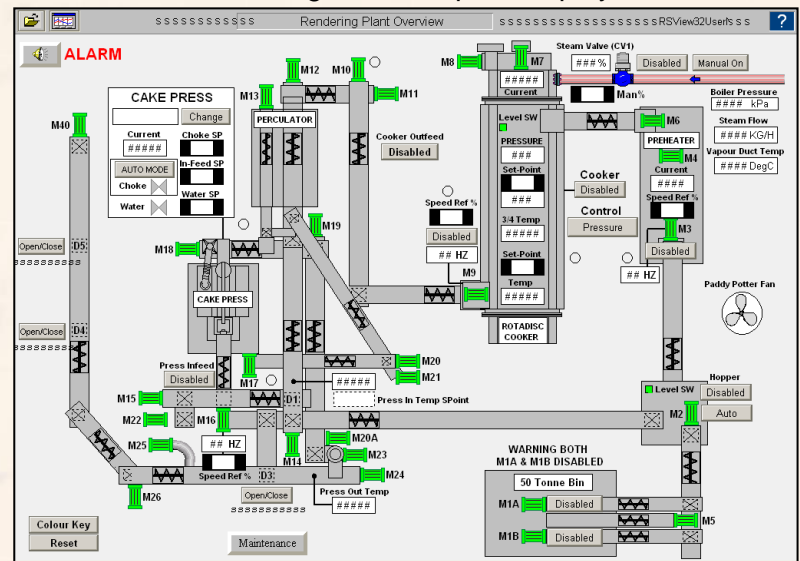 s s s s s s s s s s s s
Rendering Plant Overview
s s s s s s s s s s s s s s s s s s RSView32User
?
ALARM
Steam Valve (CV1)
###%
Disabled
Manual On
Man%
Boiler Pressure
#### kPa
Steam Flow
#### KG/H
Vapour Duct Temp
#### DegC
M8
M7
#####
Current
M12
M10
M11
M13
PERCULATOR
M40
CAKE PRESS
Change
Current
Choke SP
#####
AUTO MODE
In-Feed SP
Choke
Water SP
Water
Cooker Outfeed
Disabled
Level SW
PRESSURE
###
Set-Point
###
3/4 Temp
#####
Set-Point
Temp
#####
ROTADISC
COOKER
M6
PREHEATER
M4
Current
####
Speed Ref %
M3
Disabled
## HZ
Cooker
Disabled
Control
Pressure
Speed Ref %
Disabled
## HZ
M9
M19
M18
Open/Close
D5
s s s s s s s s s
CAKE PRESS
Paddy Potter Fan
Open/Close
D4
s s s s s s s s s
Press Infeed
Disabled
M17
M20
M21
#####
Press In Temp SPoint
M15
D1
M22
M16
M25
## HZ
Speed Ref %
M14
M20A
M23
M24
D3
M26
Open/Close
s s s s s s s s s
Press Out Temp
#####
Level SW
Hopper
Disabled
M2
Auto
WARNING BOTH
M1A & M1B DISABLED
50 Tonne Bin
M1A
Disabled
M5
M1B
Disabled
Colour Key
Reset
Maintenance